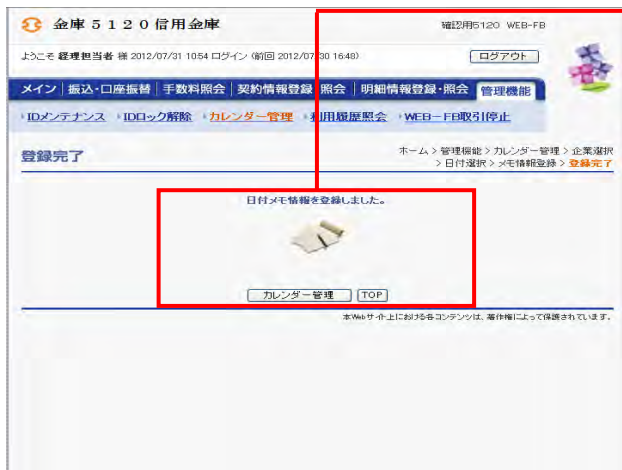 金庫5120信用金庫
確認用5120 WEB-FB
ようこそ 経理担当者 様 2012/07/31 1054 ログイン (前回 2012/07/30 16:48)
ログアウト
メイン 振込・口座振替 手数料照会 契約情報登録 照会 明細情報登録・照会 管理機能
IDメンテナンス IDロック解除 カレンダー管理 利用履歴照会 WEB-FB取引停止
登録完了
ホーム > 管理機能 > カレンダー管理 > 企業選択
> 日付選択 > メモ情報登録 > 登録完了
日付メモ情報を登録しました。
カレンダー管理 TOP
本Webサイト上における各コンテンツは、著作権によって保護されています。